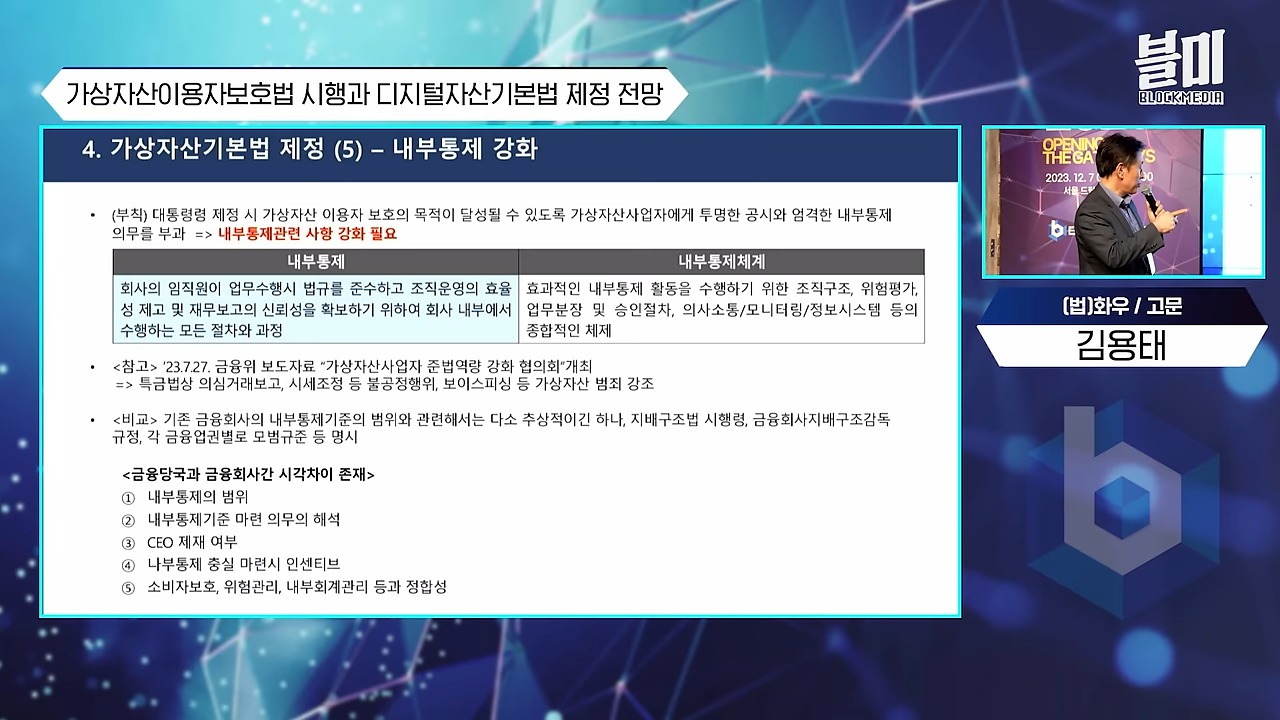 블미
BLOCKMEDIA
가상자산이용자보호법 시행과 디지털자산기본법 제정 전망
4. 가상자산기본법 제정 (5) – 내부통제 강화
• (부칙) 대통령령 제정 시 가상자산 이용자 보호의 목적이 달성될 수 있도록 가상자산사업자에게 투명한 공시와 엄격한 내부통제
의무를 부과 => 내부통제관련 사항 강화 필요
내부통제
내부통제체계
회사의 임직원이 업무수행시 법규를 준수하고 조직운영의 효율
성 제고 및 재무보고의 신뢰성을 확보하기 위하여 회사 내부에서
수행하는 모든 절차와 과정
효과적인 내부통제 활동을 수행하기 위한 조직구조, 위험평가,
업무분장 및 승인절차, 의사소통/모니터링/정보시스템 등의
종합적인 체제
• <참고> ‘23.7.27. 금융위 보도자료 “가상자산사업자 준법역량 강화 협의회”개최
=> 특금법상 의심거래보고, 시세조정 등 불공정행위, 보이스피싱 등 가상자산 범죄 강조
• <비교> 기존 금융회사의 내부통제기준의 범위와 관련해서는 다소 추상적이긴 하나, 지배구조법 시행령, 금융회사지배구조감독
규정, 각 금융업권별로 모범규준 등 명시
<금융당국과 금융회사간 시각차이 존재>
① 내부통제의 범위
② 내부통제기준 마련 의무의 해석
③ CEO 제재 여부
④ 나부통제 충실 마련시 인센티브
⑤ 소비자보호, 위험관리, 내부회계관리 등과 정합성
OPENING
THE
2023. 12. 7
서울
(법)화우 / 고문
김용태